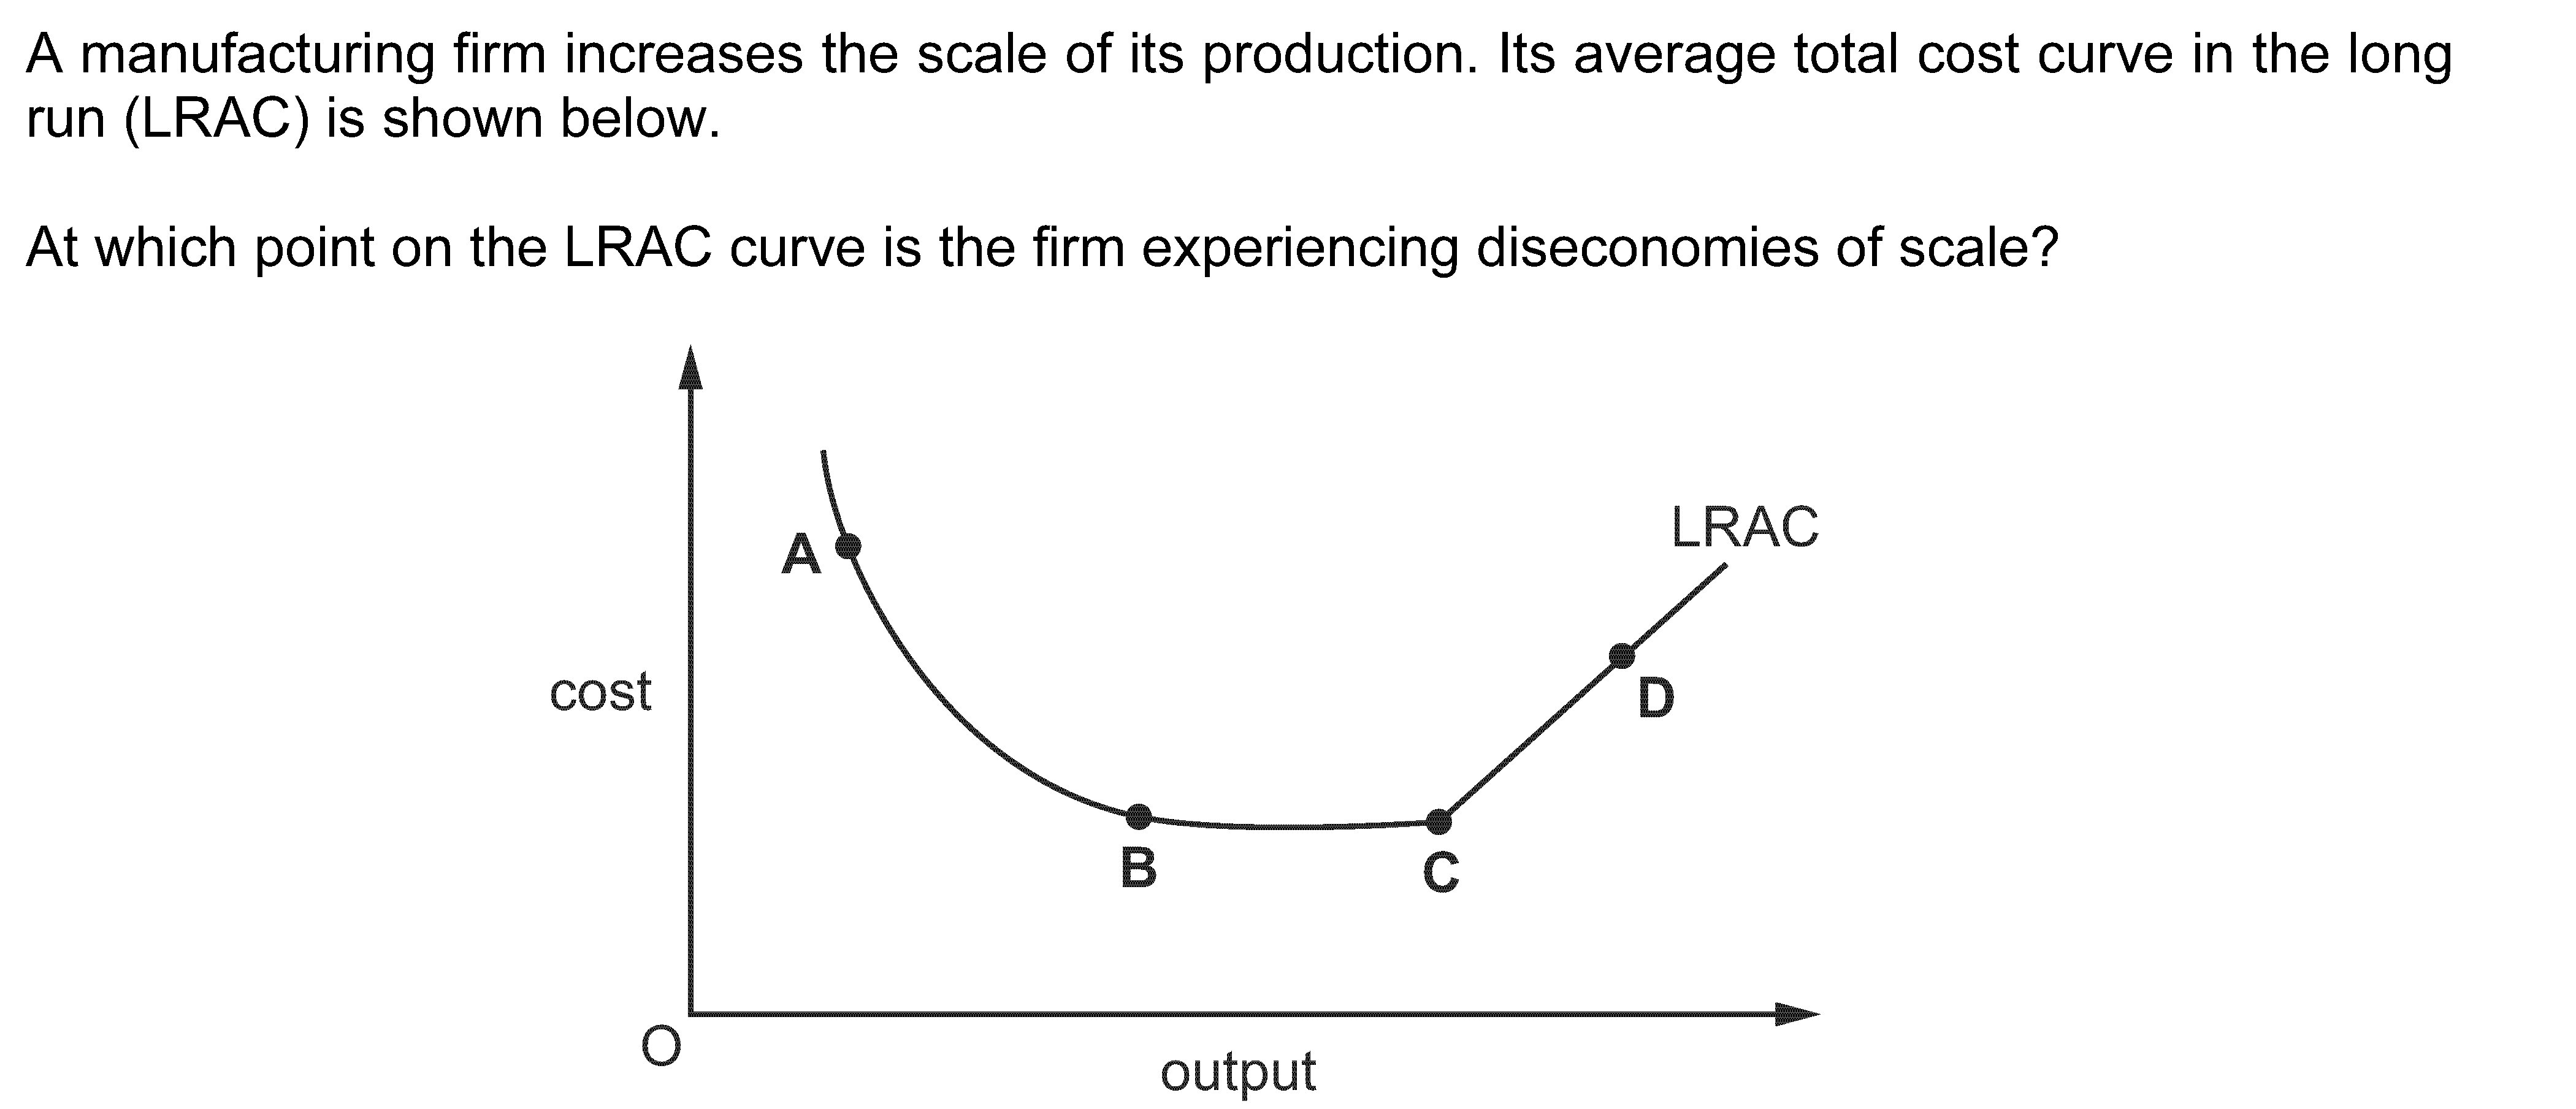 A manufacturing firm increases the scale of its production. Its average total cost curve in the long
run (LRAC) is shown below.
At which point on the LRAC curve is the firm experiencing diseconomies of scale?
LRAC
A
cost
D
B
C
O
output